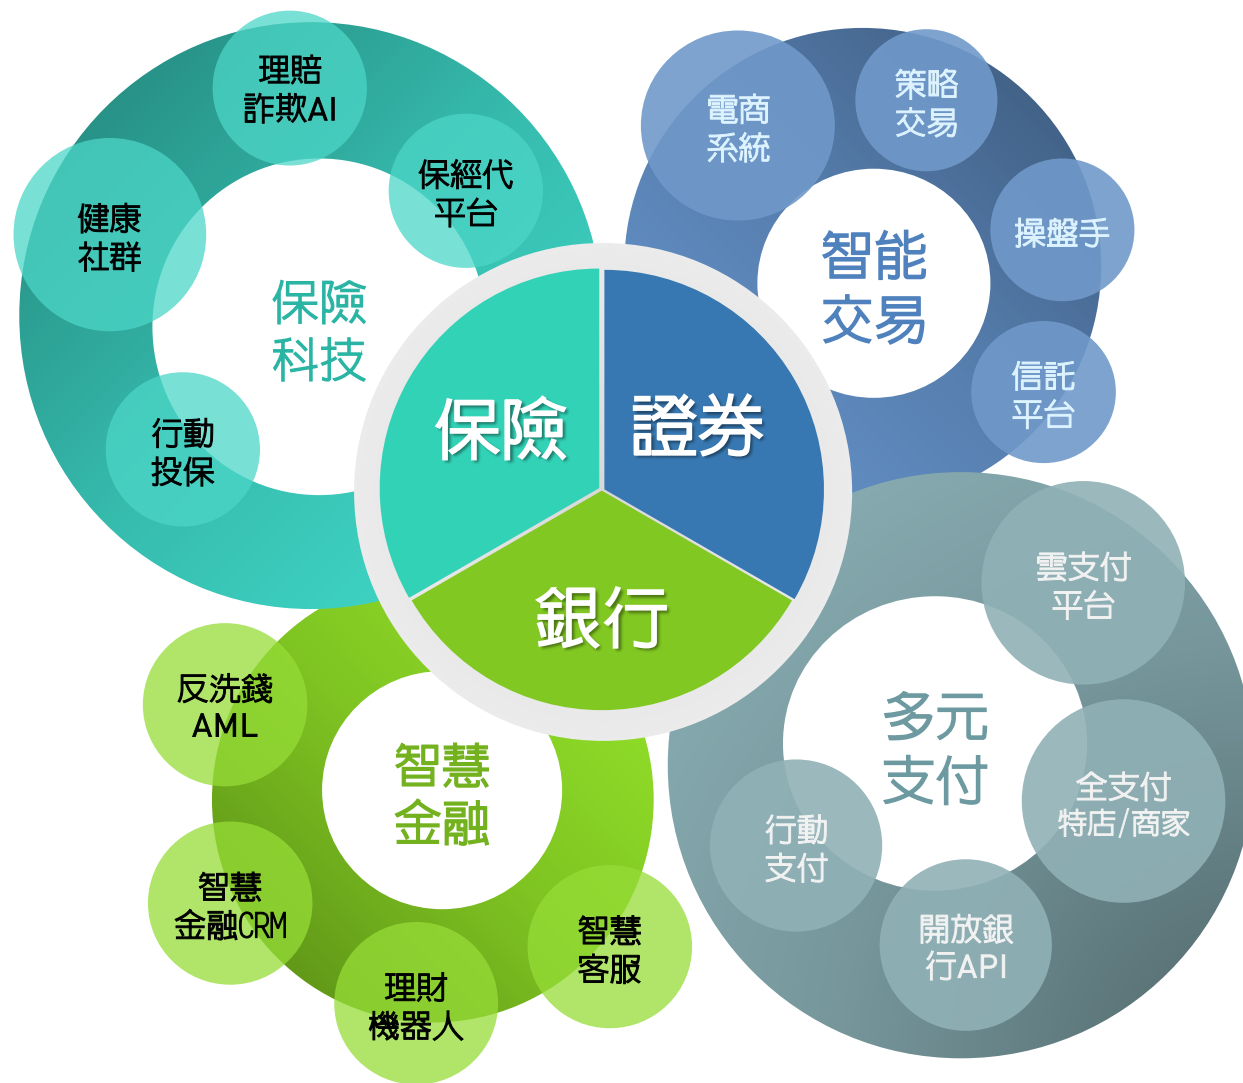 理賠
詐欺AI
保經代
平台
健康
社群
行動
投保
保險
科技
電商
系統
策略
交易
操盤手
信託
平台
智能
交易
保險
證券
銀行
反洗錢
AML
智慧
金融CRM
理財
機器人
智慧
客服
智慧
金融
雲支付
平台
全支付
特店/商家
開放銀
行API
行動
支付
多元
支付